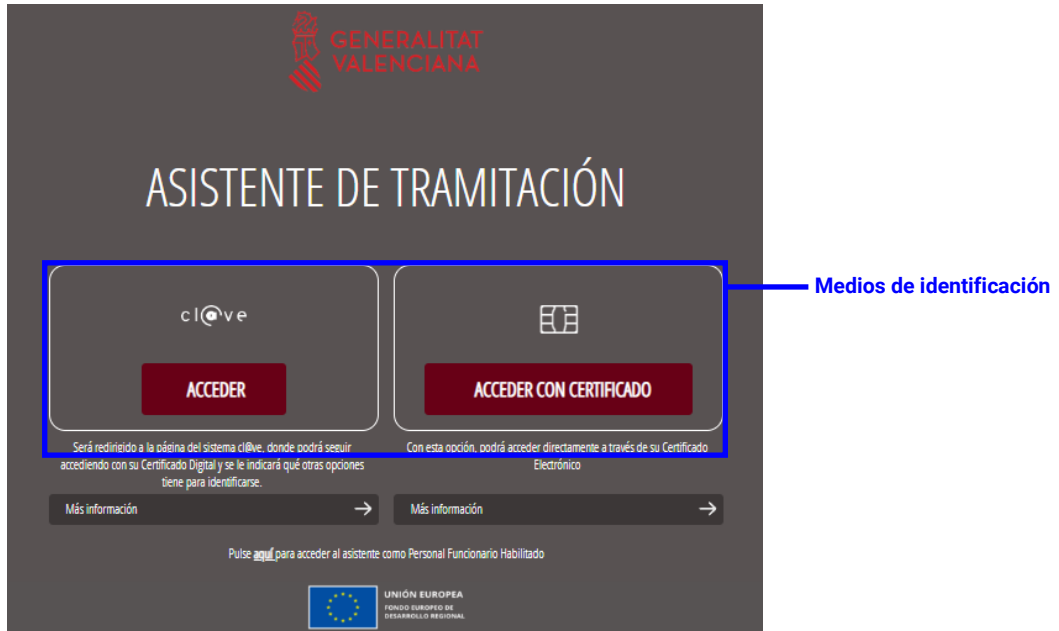 GENERALITAT
VALENCIANA
ASISTENTE DE TRAMITACIÓN
Medios de identificación
cl@ve
ACCEDER
ACCEDER CON CERTIFICADO
Será redirigido a la página del sistema cl@ve, donde podrá seguir
accediendo con su Certificado Digital y se le indicará qué otras opciones
tiene para identificarse.
Con esta opción, podrá acceder directamente a través de su Certificado
Electrónico
Más información
Más información
Pulse aquí para acceder al asistente como Personal Funcionario Habilitado
UNIÓN EUROPEA
FONDO EUROPEO DE
DESARROLLO REGIONAL